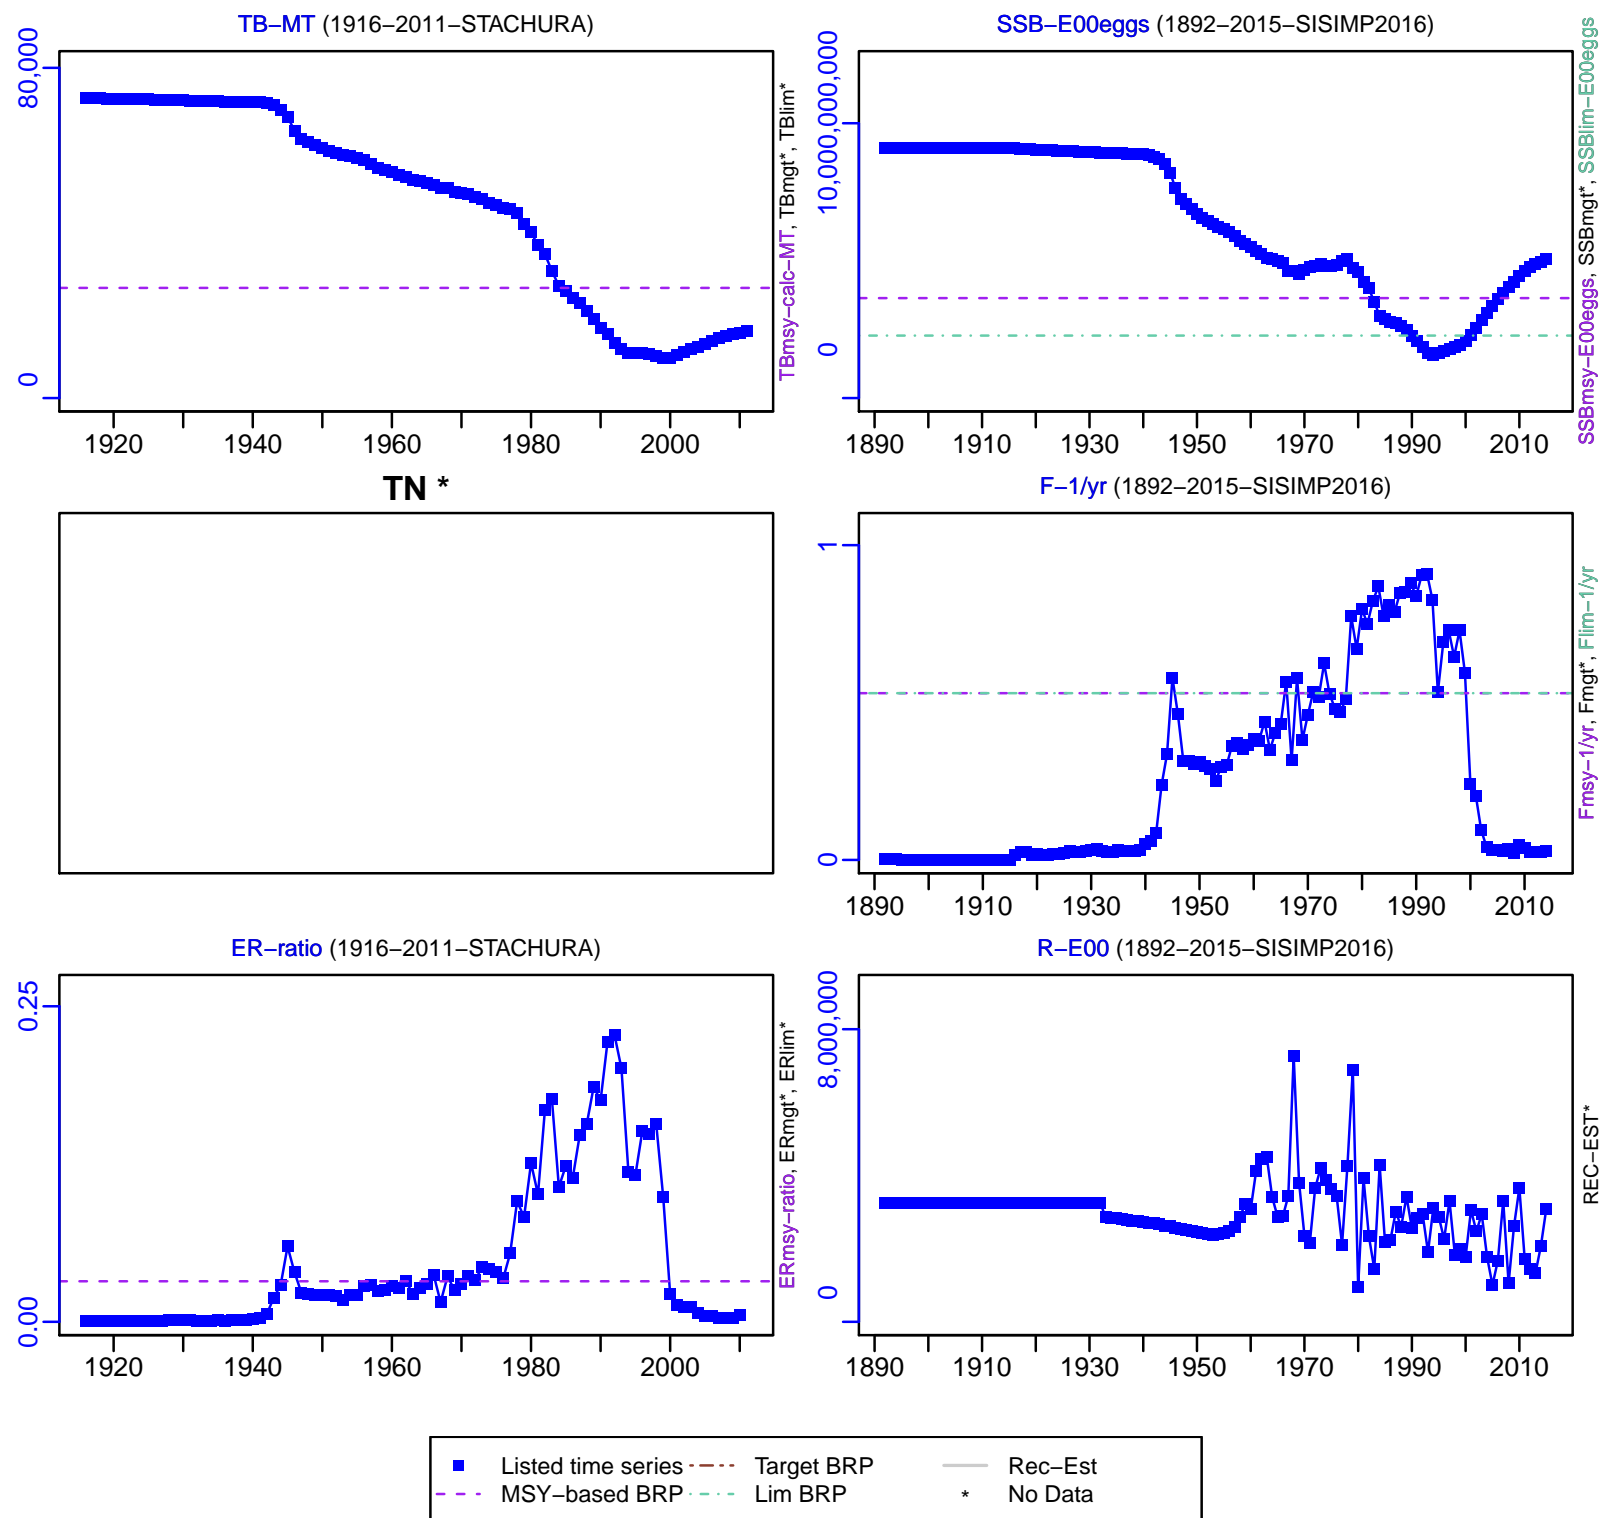 TB−MT (1916−2011−STACHURA)
80,000
0
1920 1940 1960 1980 2000
TBmsy−calc−MT, TBmgt*, TBlim*
SSB−E00eggs (1892−2015−SISIMP2016)
10,000,000
0
1890 1910 1930 1950 1970 1990 2010
SSBmsy−E00eggs, SSBmgt*, SSBlim−E00eggs
TN *
F−1/yr (1892−2015−SISIMP2016)
1
0
1890 1910 1930 1950 1970 1990 2010
Fmsy−1/yr, Fmgt*, Flim−1/yr
ER−ratio (1916−2011−STACHURA)
0.25
0.00
1920 1940 1960 1980 2000
ERmsy−ratio, ERmgt*, ERlim*
R−E00 (1892−2015−SISIMP2016)
8,000,000
0
1890 1910 1930 1950 1970 1990 2010
REC−EST*
Listed time series Target BRP Rec−Est
MSY−based BRP Lim BRP * No Data